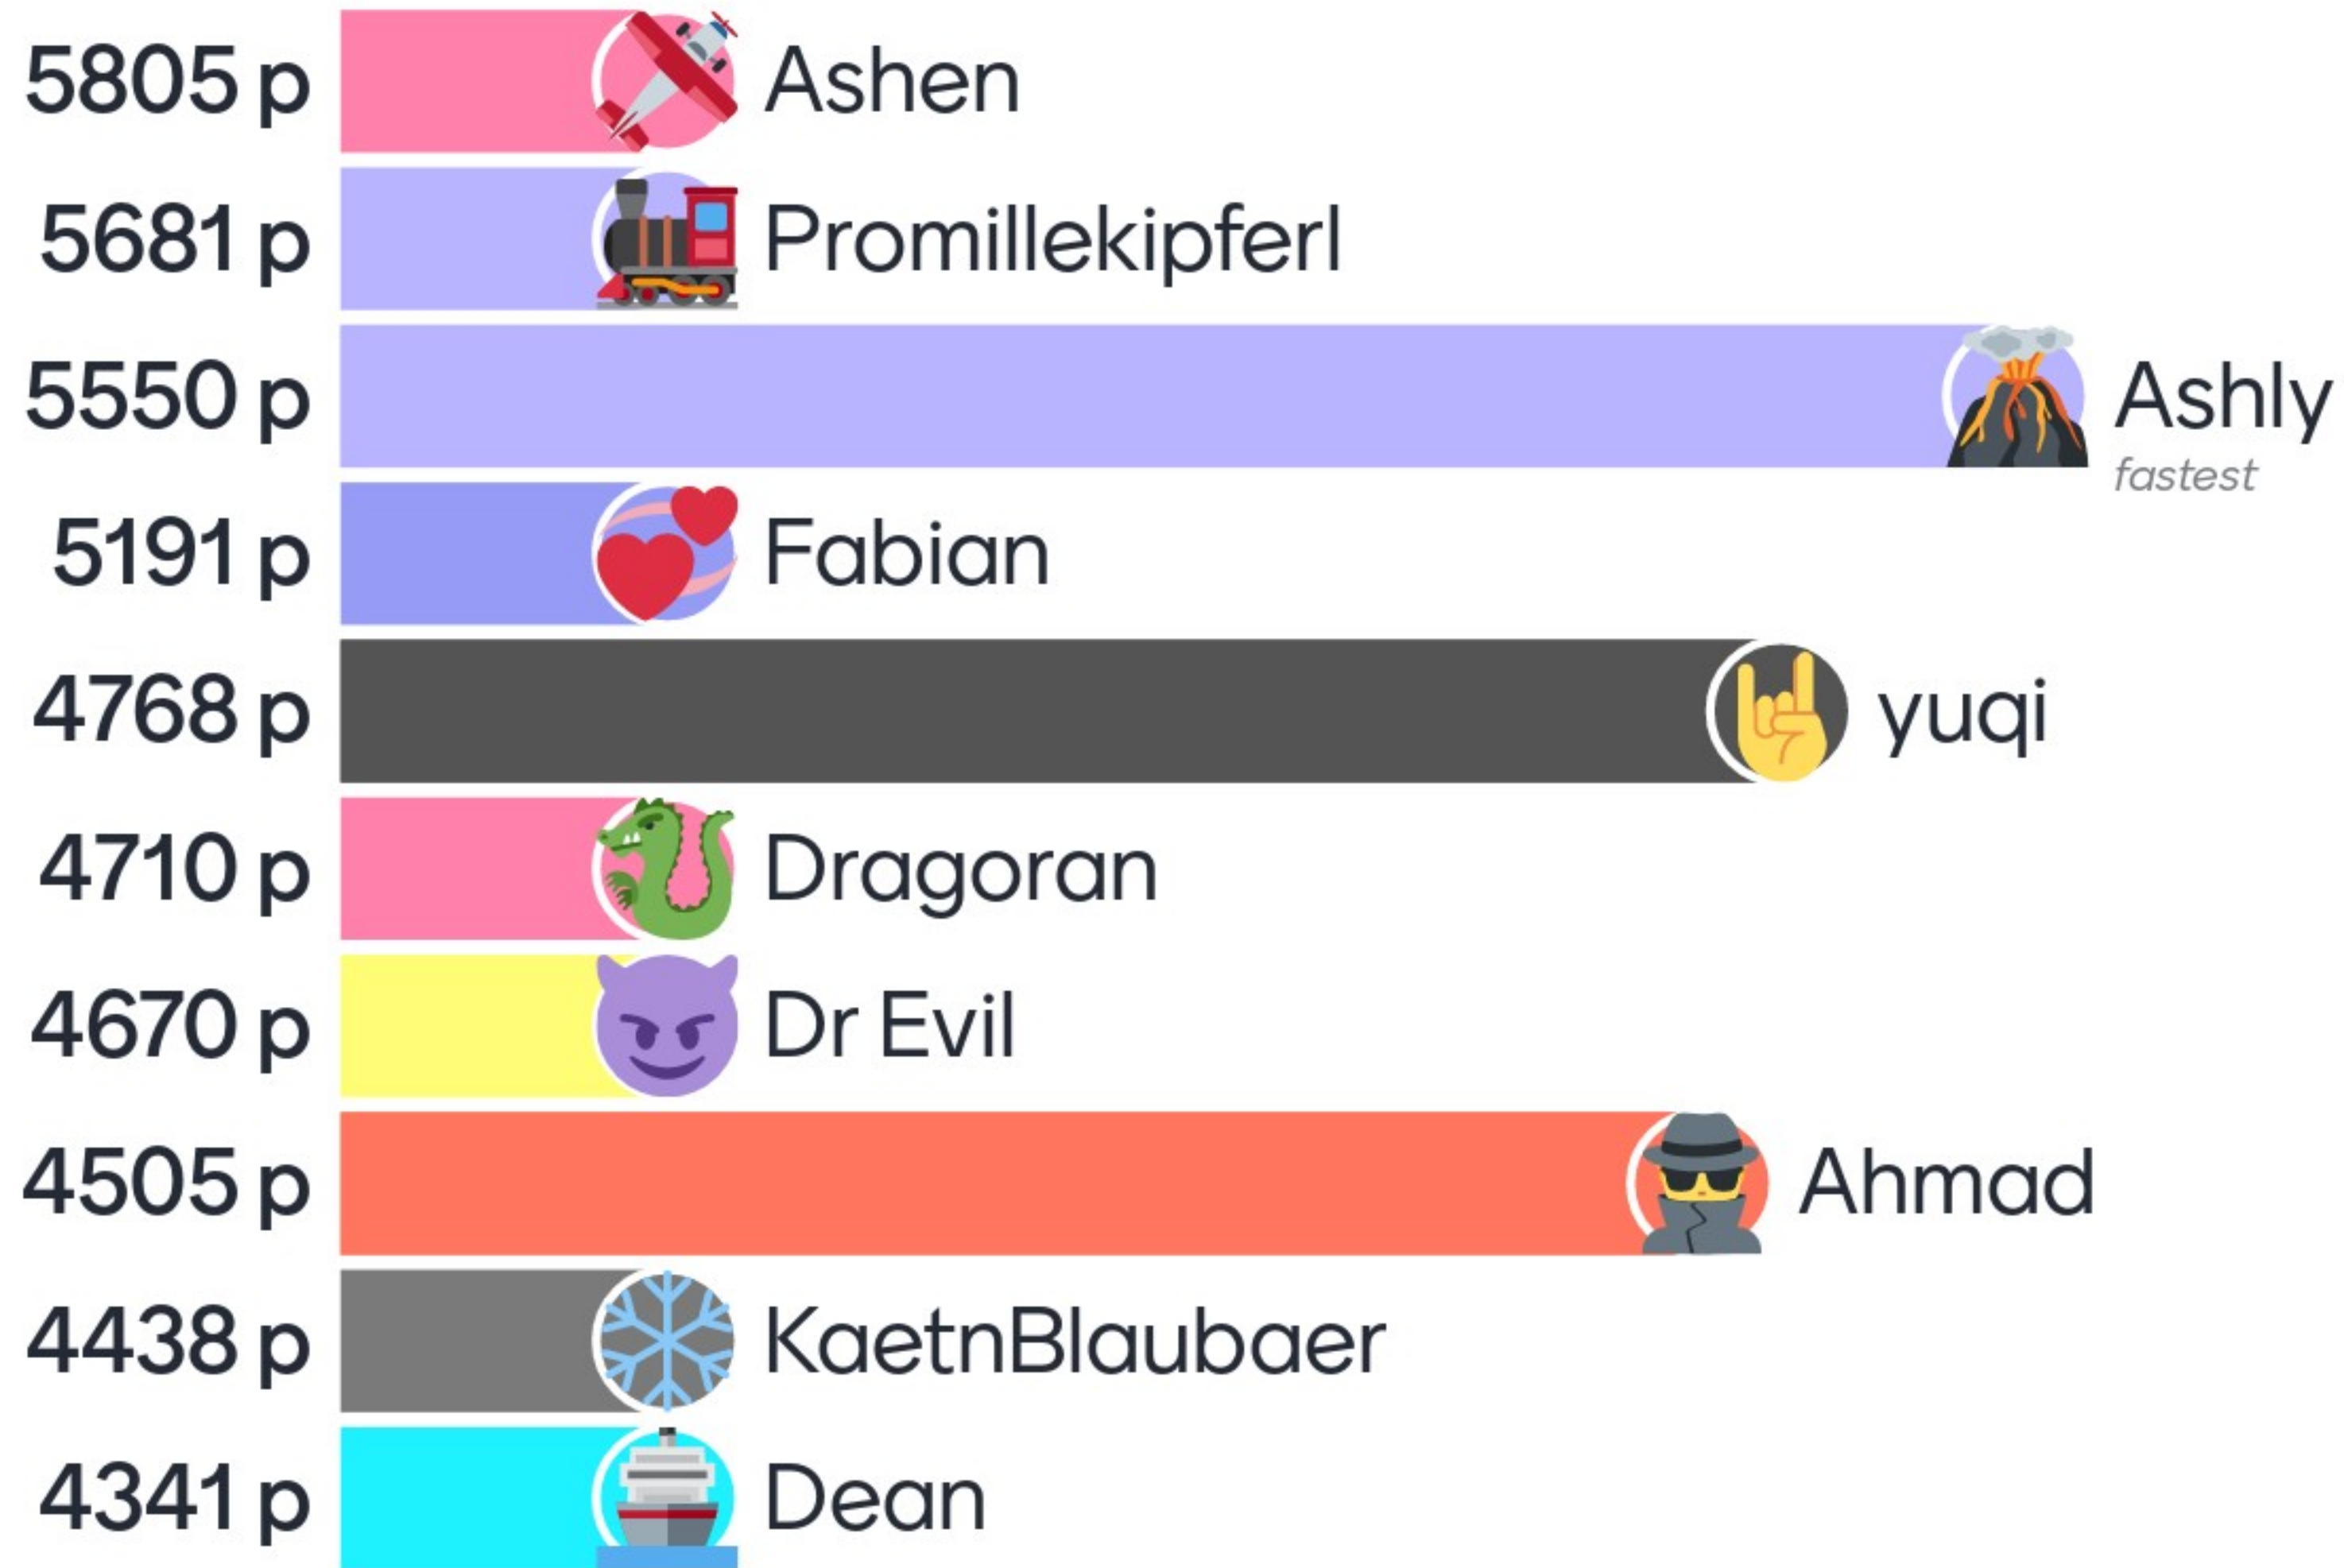 5805 p Ashen
5681 p Promillekipferl
5550 p Ashly
fastest
5191 p Fabian
4768 p yuqi
4710 p Dragoran
4670 p Dr Evil
4505 p Ahmad
4438 p KaetnBlaubaer
4341 p Dean